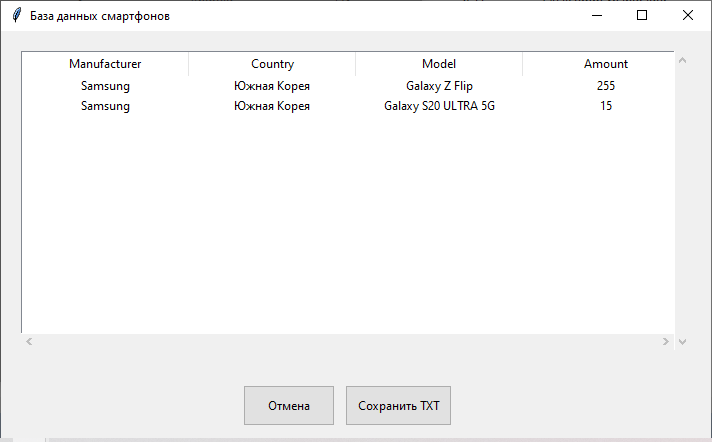 База данных смартфонов
Manufacturer Country Model Amount
Samsung Южная Корея Galaxy Z Flip 255
Samsung Южная Корея Galaxy S20 ULTRA 5G 15
Отмена Сохранить TXT